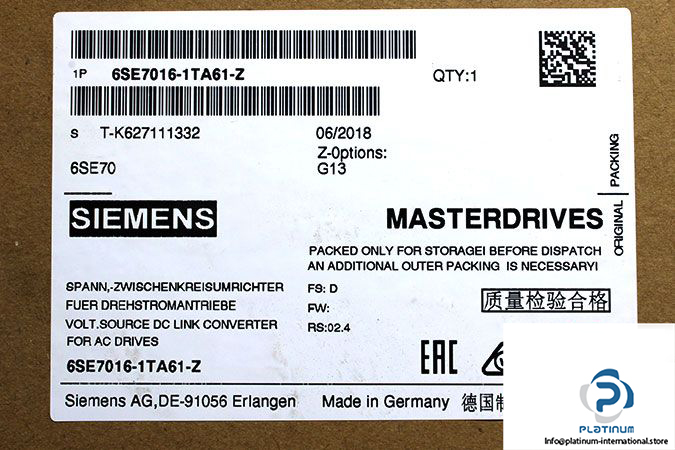 1P 6SE7016-1TA61-Z QTY:1
S T-K627111332 06/2018
Z-Options:
6SE70 G13
ORIGINAL PACKING
SIEMENS MASTERDRIVES
PACKED ONLY FOR STORAGE! BEFORE DISPATCH
AN ADDITIONAL OUTER PACKING IS NECESSARY!
SPANN,-ZWISCHENKREISUMRICHTER FS: D
FUER DREHSTROMANTRIEBE FW: 质量检验合格
VOLT.SOURCE DC LINK CONVERTER RS:02.4
FOR AC DRIVES
6SE7016-1TA61-Z EAC
Siemens AG,DE-91056 Erlangen Made in Germany 德国制
PLATINUM
Info@platinum-international.store